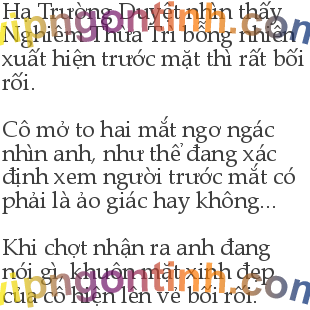 Hạ Trường Duyệt nhìn thấy
Nghiêm Thừa Trì bỗng nhiên
xuất hiện trước mặt thì rất bối
rối.
Cô mở to hai mắt ngơ ngác
nhìn anh, như thể đang xác
định xem người trước mắt có
phải là ảo giác hay không...
Khi chợt nhận ra anh đang
nói gì, khuôn mặt xinh đẹp
của cô hiện lên vẻ bối rối.
vipngontinh.com
vipngontinh.com